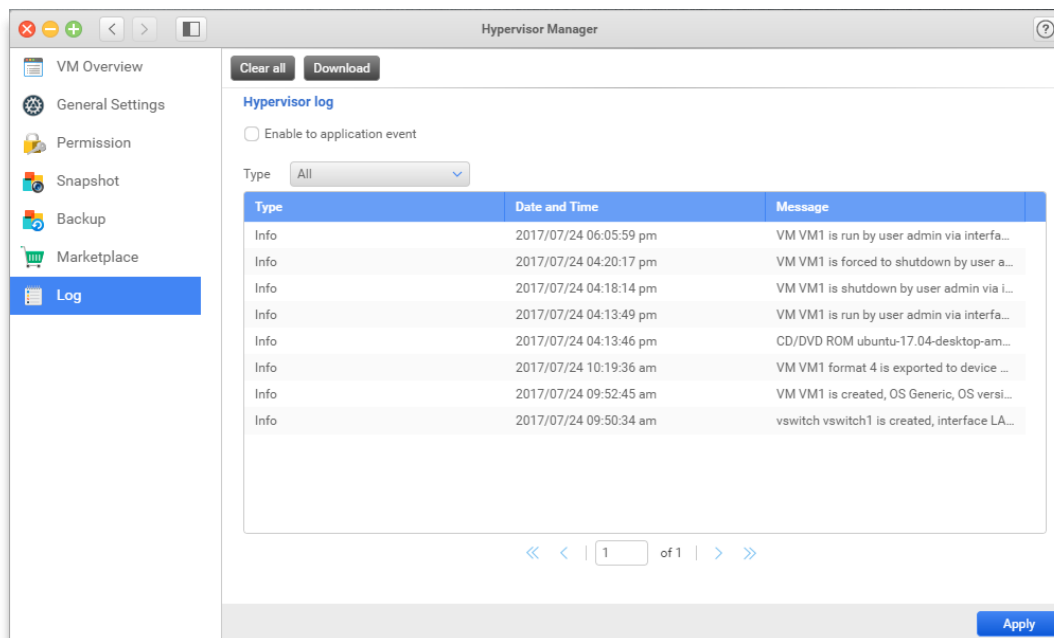 Hypervisor Manager
?
VM Overview
General Settings
Permission
Snapshot
Backup
Marketplace
Log
Clear all Download
Hypervisor log
Enable to application event
Type All
Type Date and Time Message
Info 2017/07/24 06:05:59 pm VM VM1 is run by user admin via interfa...
Info 2017/07/24 04:20:17 pm VM VM1 is forced to shutdown by user a...
Info 2017/07/24 04:18:14 pm VM VM1 is shutdown by user admin via i...
Info 2017/07/24 04:13:49 pm VM VM1 is run by user admin via interfa...
Info 2017/07/24 04:13:46 pm CD/DVD ROM ubuntu-17.04-desktop-am...
Info 2017/07/24 10:19:36 am VM VM1 format 4 is exported to device ...
Info 2017/07/24 09:52:45 am VM VM1 is created, OS Generic, OS versi...
Info 2017/07/24 09:50:34 am vswitch vswitch1 is created, interface LA...
1 of 1
Apply